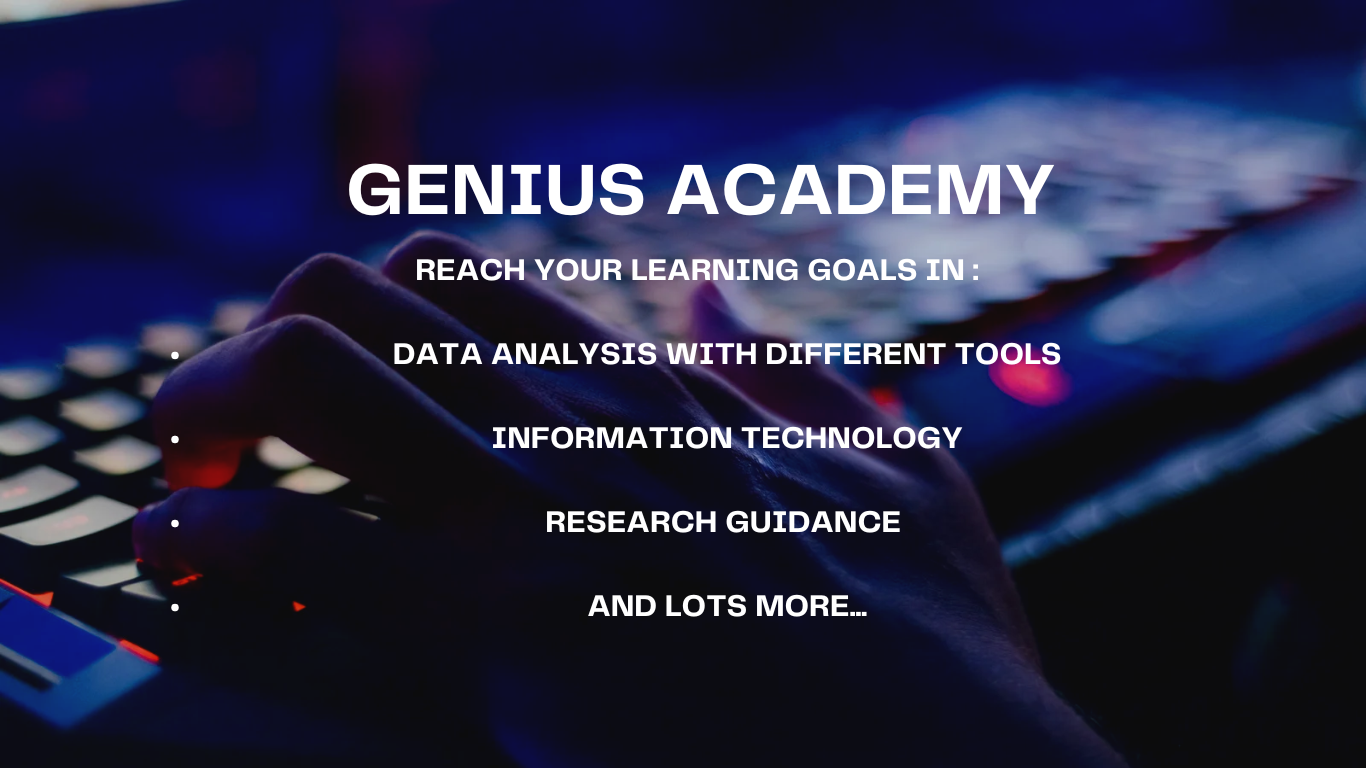 GENIUS ACADEMY
REACH YOUR LEARNING GOALS IN :
• DATA ANALYSIS WITH DIFFERENT TOOLS
• INFORMATION TECHNOLOGY
• RESEARCH GUIDANCE
• AND LOTS MORE...